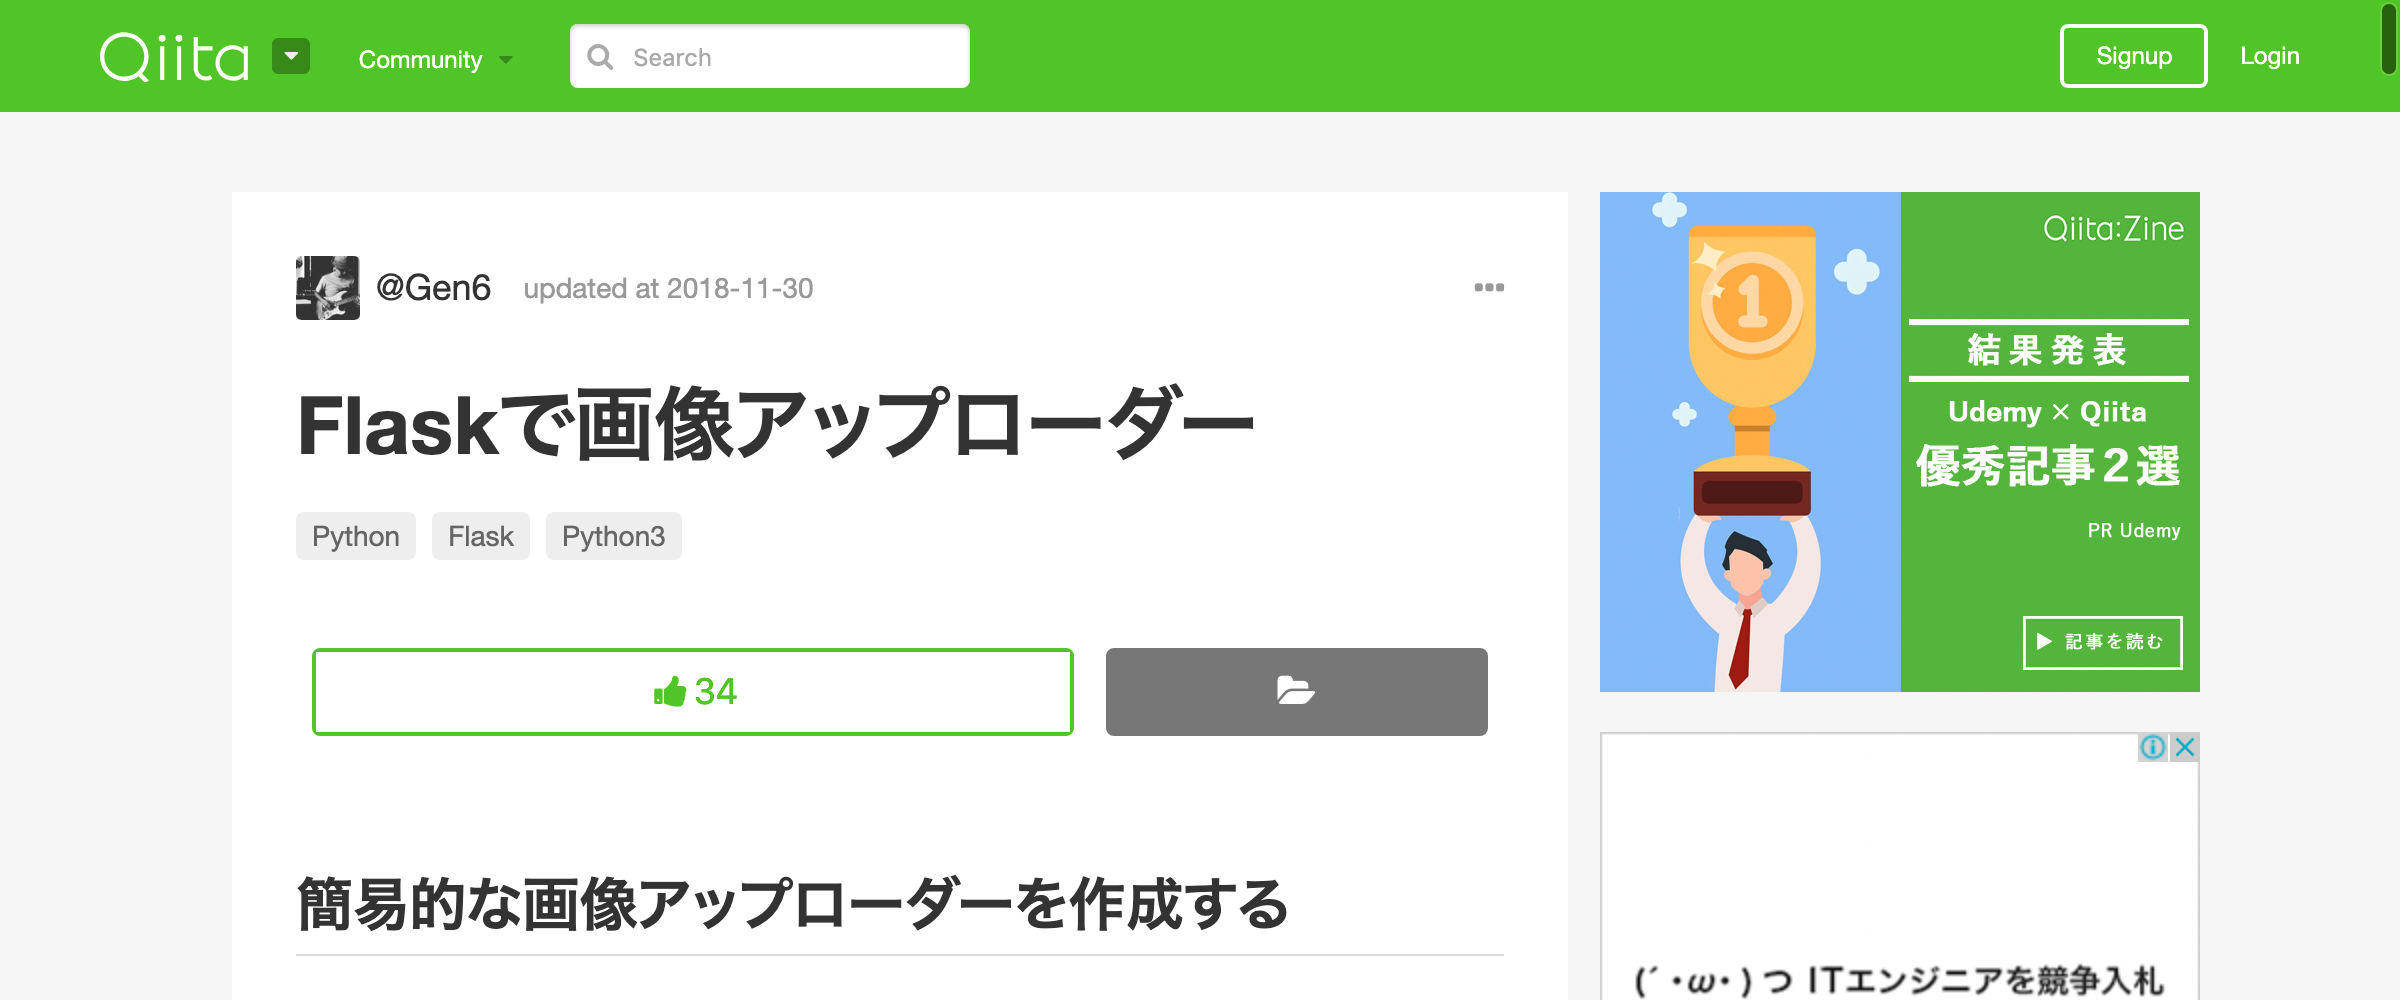 Qiita
Community
Search
Signup
Login
@Gen6 updated at 2018-11-30
Flaskで画像アップローダー
Python Flask Python3
34
簡易的な画像アップローダーを作成する
Qiita:Zine
1
結果発表
Udemy × Qiita
優秀記事2選
PR Udemy
▶ 記事を読む
(´・ω・)つ ITエンジニアを競争入札